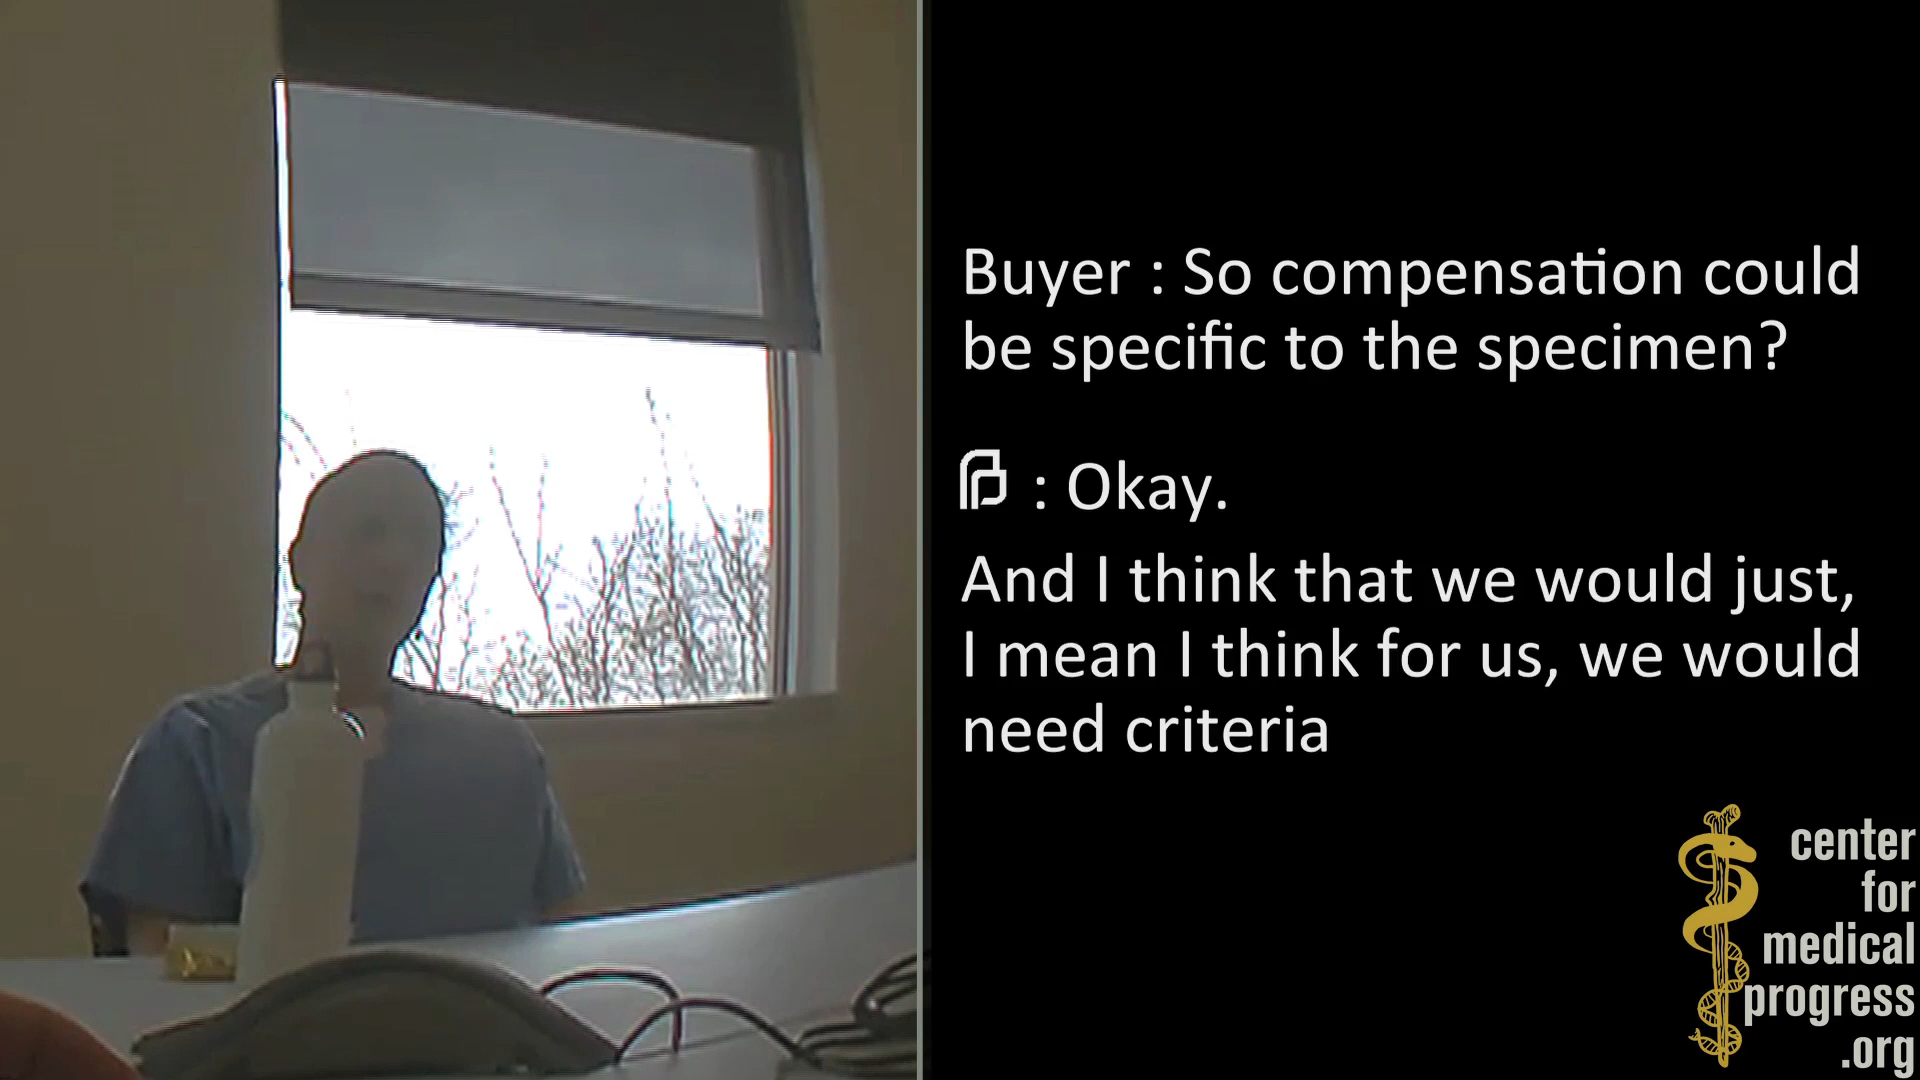 Buyer : So compensation could
be specific to the specimen?
: Okay.
And I think that we would just,
I mean I think for us, we would
need criteria
center
for
medical
progress
.org